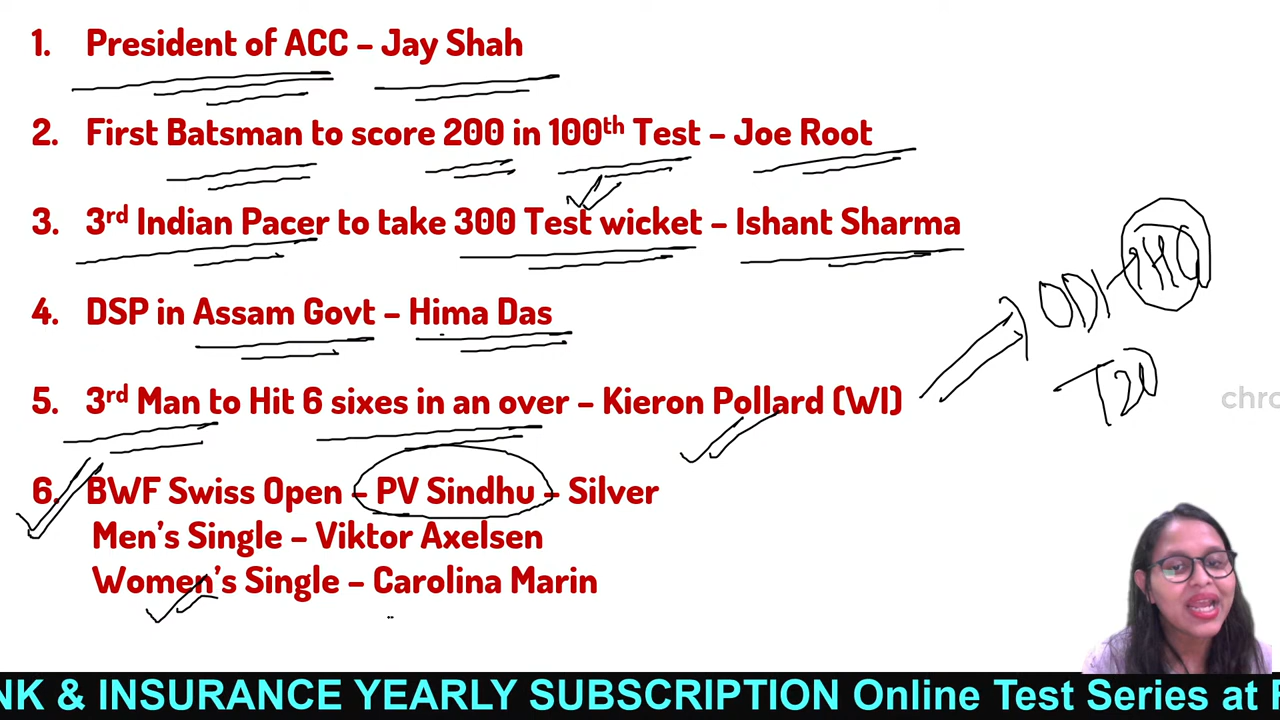 1. President of ACC – Jay Shah
2. First Batsman to score 200 in 100th Test – Joe Root
3. 3rd Indian Pacer to take 300 Test wicket – Ishant Sharma
4. DSP in Assam Govt – Hima Das
5. 3rd Man to Hit 6 sixes in an over – Kieron Pollard (WI)
ODI
T20
chro
6. BWF Swiss Open – PV Sindhu – Silver
Men's Single – Viktor Axelsen
Women's Single – Carolina Marin
NK & INSURANCE YEARLY SUBSCRIPTION Online Test Series at